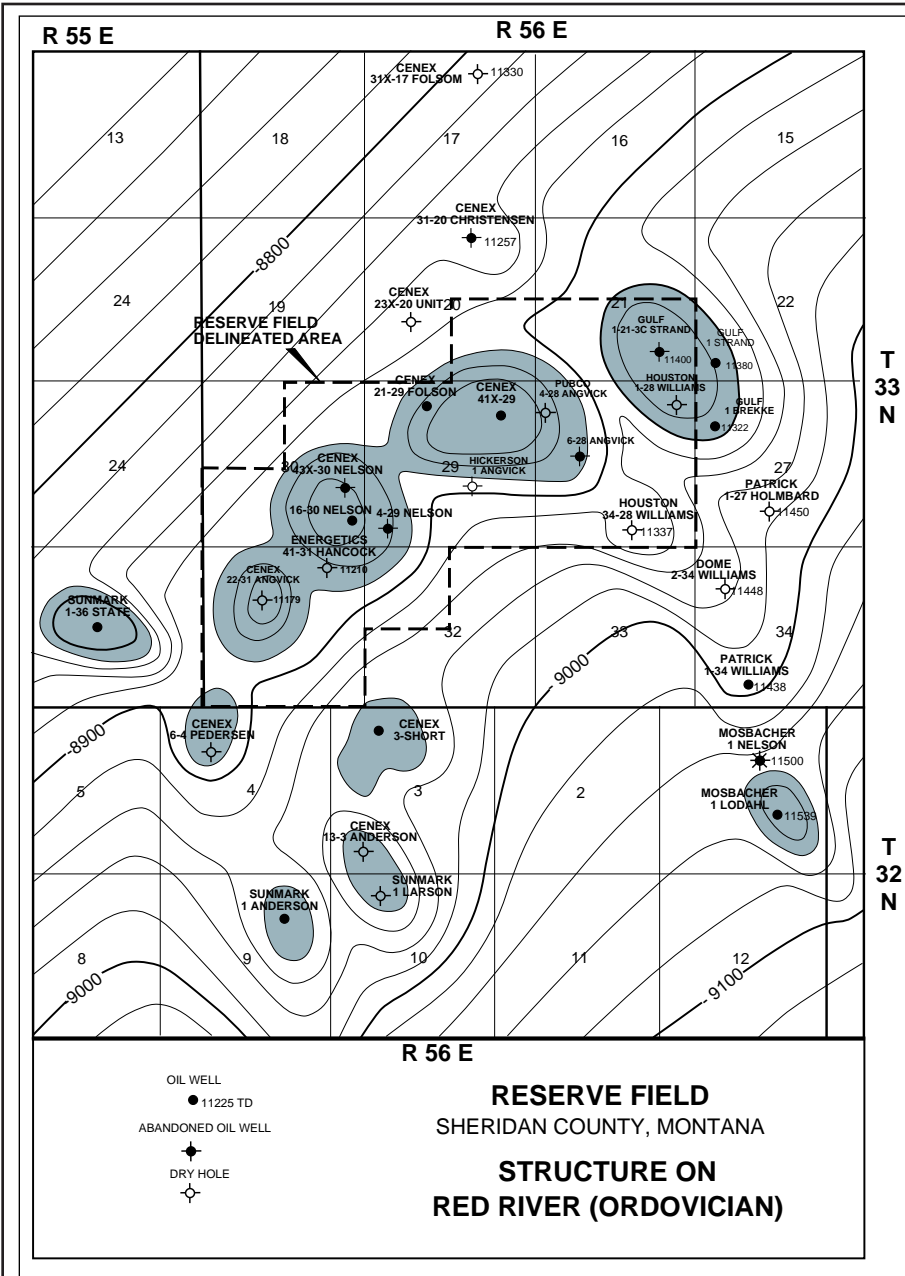 R 55 E
R 56 E
CENEX
31X-17 FOLSOM
11330
13
18
17
16
15
CENEX
31-20 CHRISTENSEN
11257
-8800
24
19
CENEX
23X-20 UNIT
20
21
22
RESERVE FIELD
DELINEATED AREA
GULF
1-21-3C STRAND
11400
GULF
1 STRAND
11380
T
33
N
CENEX
21-29 FOLSON
CENEX
41X-29
PUBCO
4-28 ANGVICK
HOUSTON
1-28 WILLIAMS
GULF
1 BREKKE
11322
6-28 ANGVICK
24
30
CENEX
43X-30 NELSON
29
HICKERSON
1 ANGVICK
27
PATRICK
1-27 HOLMBARD
11450
16-30 NELSON
4-29 NELSON
HOUSTON
34-28 WILLIAMS
11337
ENERGETICS
41-31 HANCOCK
11210
CENEX
22-31 ANGVICK
11179
DOME
2-34 WILLIAMS
11448
SUNMARK
1-36 STATE
32
33
34
PATRICK
1-34 WILLIAMS
11438
- 9000
CENEX
6-4 PEDERSEN
CENEX
3-SHORT
MOSBACHER
1 NELSON
11500
-8900
5
4
3
2
MOSBACHER
1 LODAHL
11539
CENEX
13-3 ANDERSON
T
32
N
SUNMARK
1 LARSON
SUNMARK
1 ANDERSON
8
9
10
11
12
-9000
- 9100
R 56 E
OIL WELL
11225 TD
ABANDONED OIL WELL
DRY HOLE
RESERVE FIELD
SHERIDAN COUNTY, MONTANA
STRUCTURE ON
RED RIVER (ORDOVICIAN)